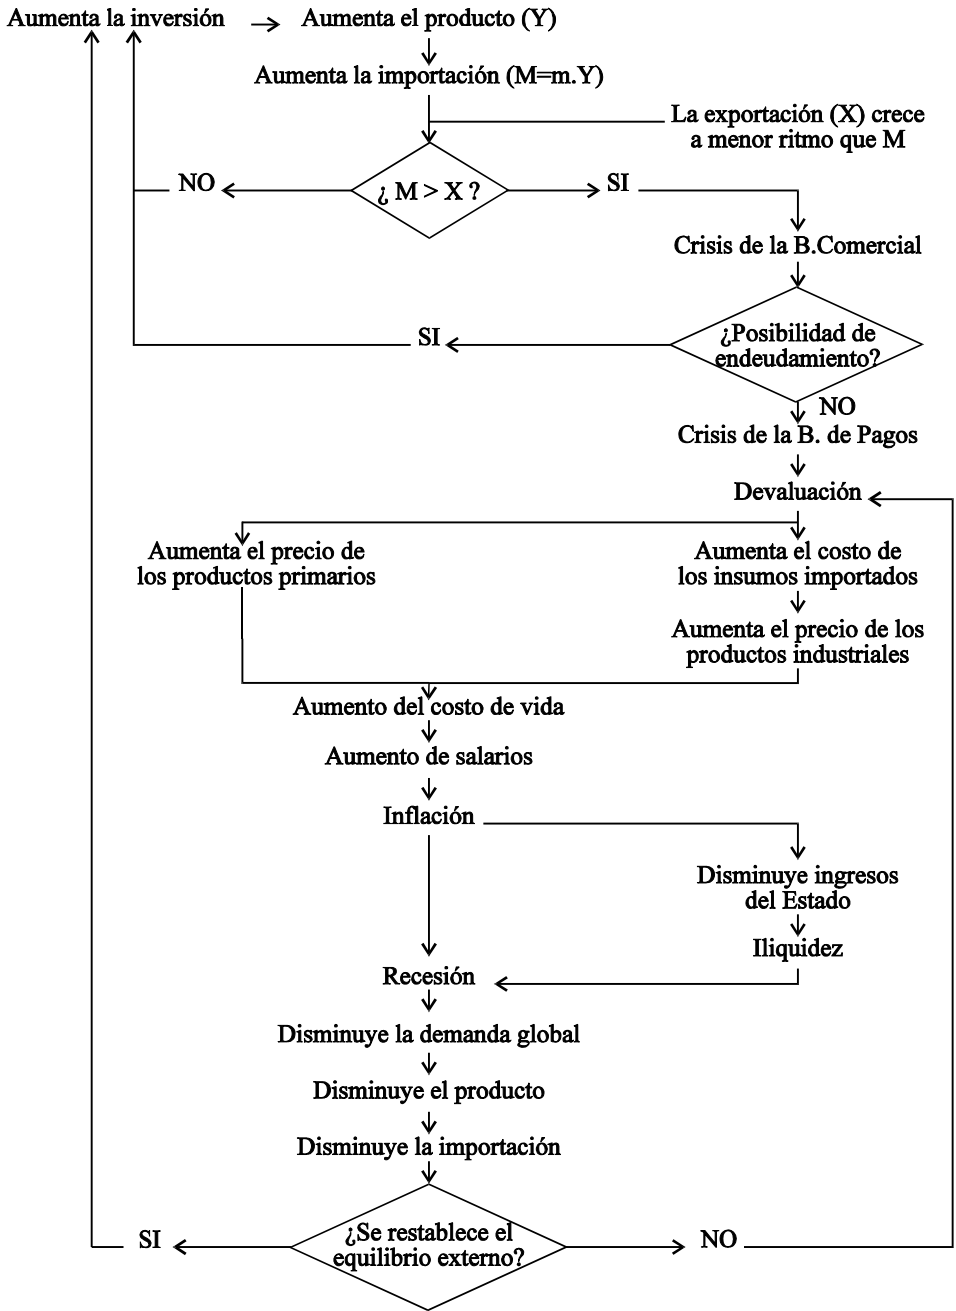 Aumenta la inversión
Aumenta el producto (Y)
Aumenta la importación (M=m.Y)
La exportación (X) crece
a menor ritmo que M
NO
¿ M > X ?
SI
Crisis de la B.Comercial
¿Posibilidad de
endeudamiento?
SI
NO
Crisis de la B. de Pagos
Devaluación
Aumenta el precio de
los productos primarios
Aumenta el costo de
los insumos importados
Aumenta el precio de los
productos industriales
Aumento del costo de vida
Aumento de salarios
Inflación
Disminuye ingresos
del Estado
Iliquidez
Recesión
Disminuye la demanda global
Disminuye el producto
Disminuye la importación
¿Se restablece el
equilibrio externo?
SI
NO